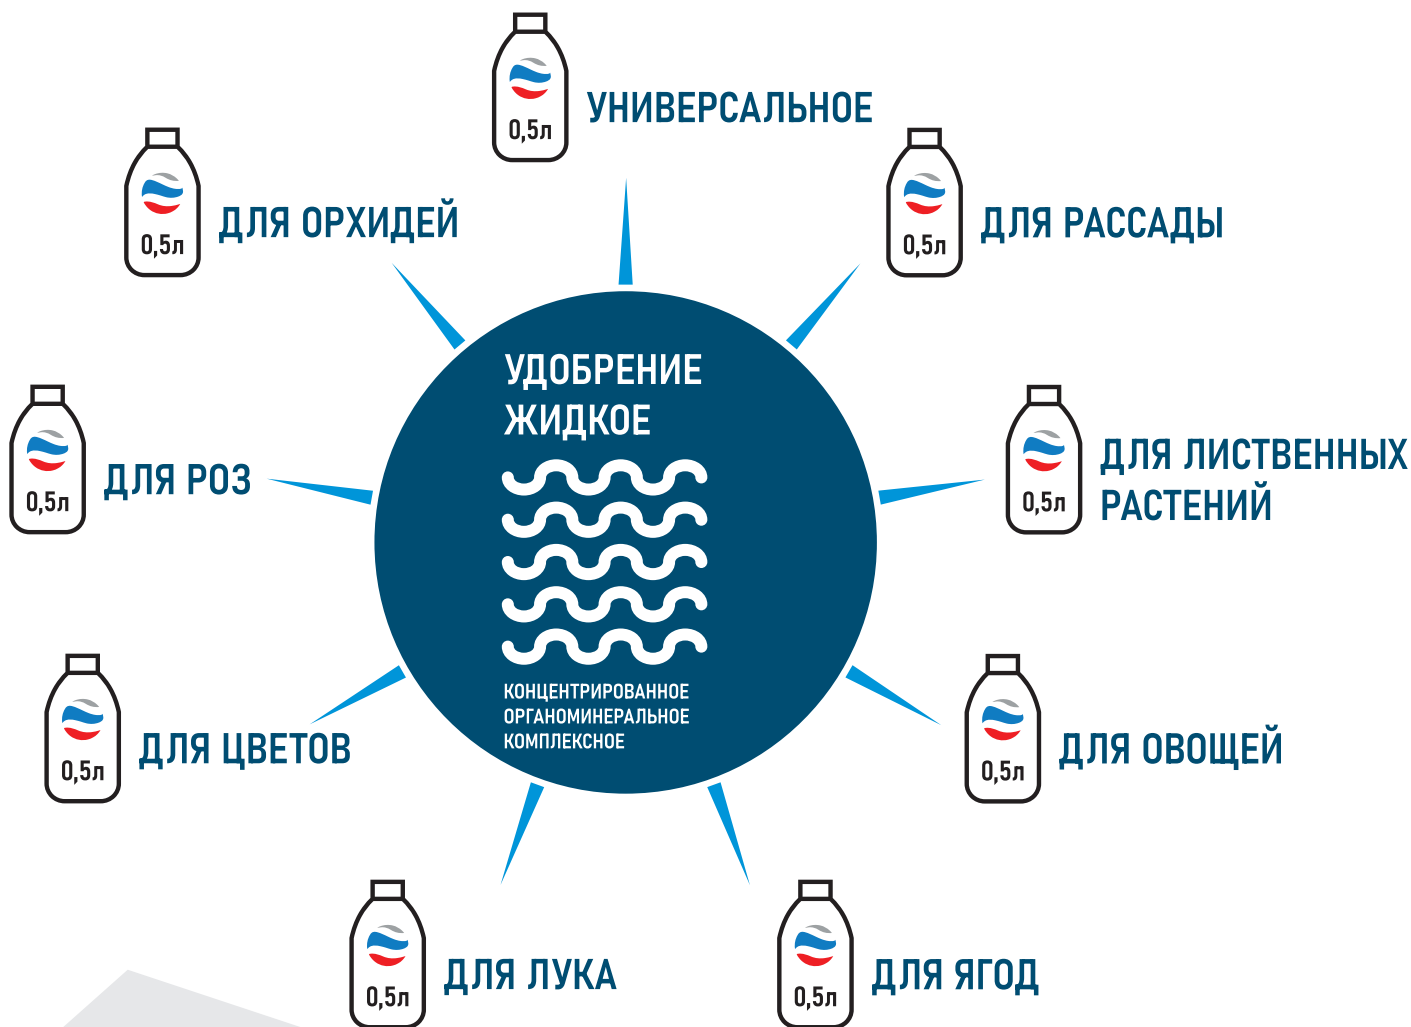 УНИВЕРСАЛЬНОЕ
0,5л
ДЛЯ ОРХИДЕЙ
0,5л
ДЛЯ РАССАДЫ
0,5л
УДОБРЕНИЕ
ЖИДКОЕ
ДЛЯ РОЗ
0,5л
ДЛЯ ЛИСТВЕННЫХ
РАСТЕНИЙ
0,5л
КОНЦЕНТРИРОВАННОЕ
ОРГАНОМИНЕРАЛЬНОЕ
КОМПЛЕКСНОЕ
ДЛЯ ЦВЕТОВ
0,5л
ДЛЯ ОВОЩЕЙ
0,5л
ДЛЯ ЛУКА
0,5л
ДЛЯ ЯГОД
0,5л